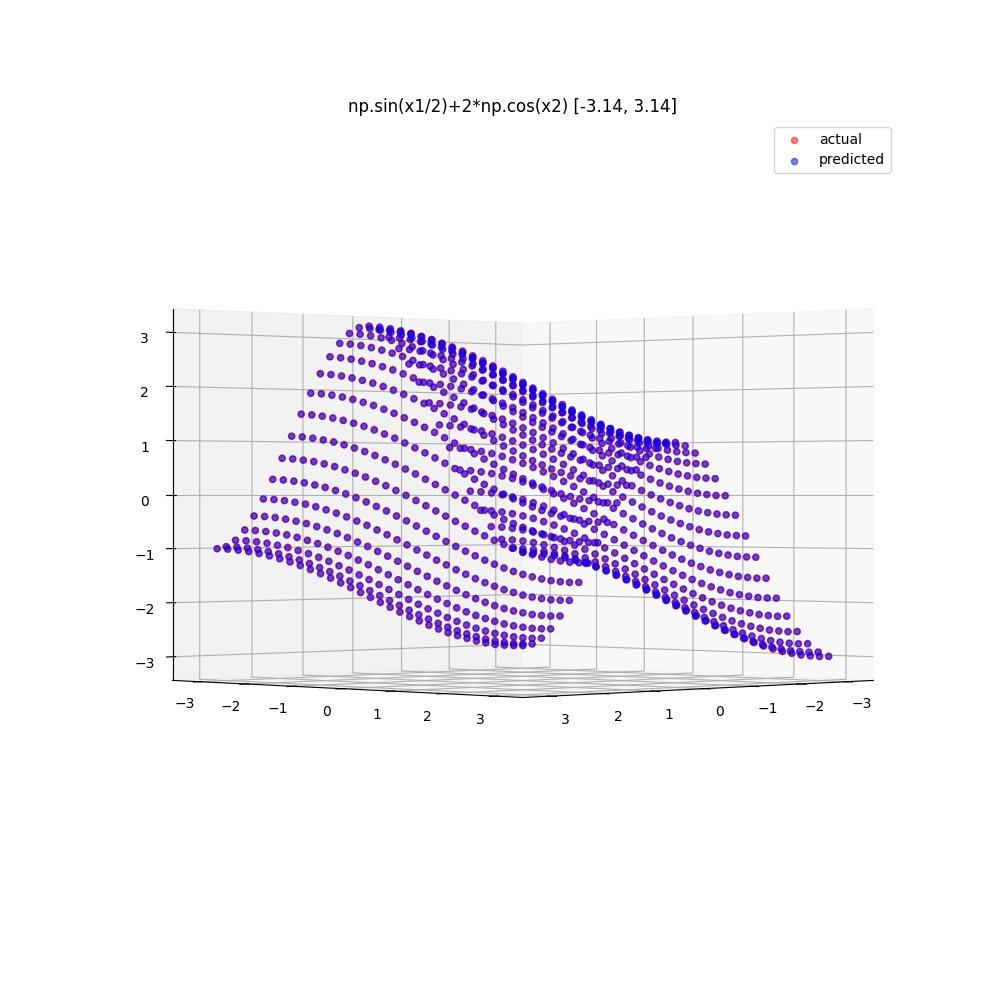 np.sin(x1/2)+2*np.cos(x2) [-3.14, 3.14]
actual
predicted
3
2
1
0
−1
−2
−3
−3 −2 −1 0 1 2 3 3 2 1 0 −1 −2 −3